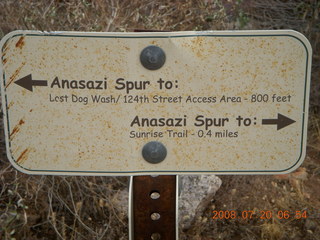 Anasazi Spur to:
Lost Dog Wash/ 124th Street Access Area - 800 feet
Anasazi Spur to:
Sunrise Trail - 0.4 miles
2008 07 20 06:04